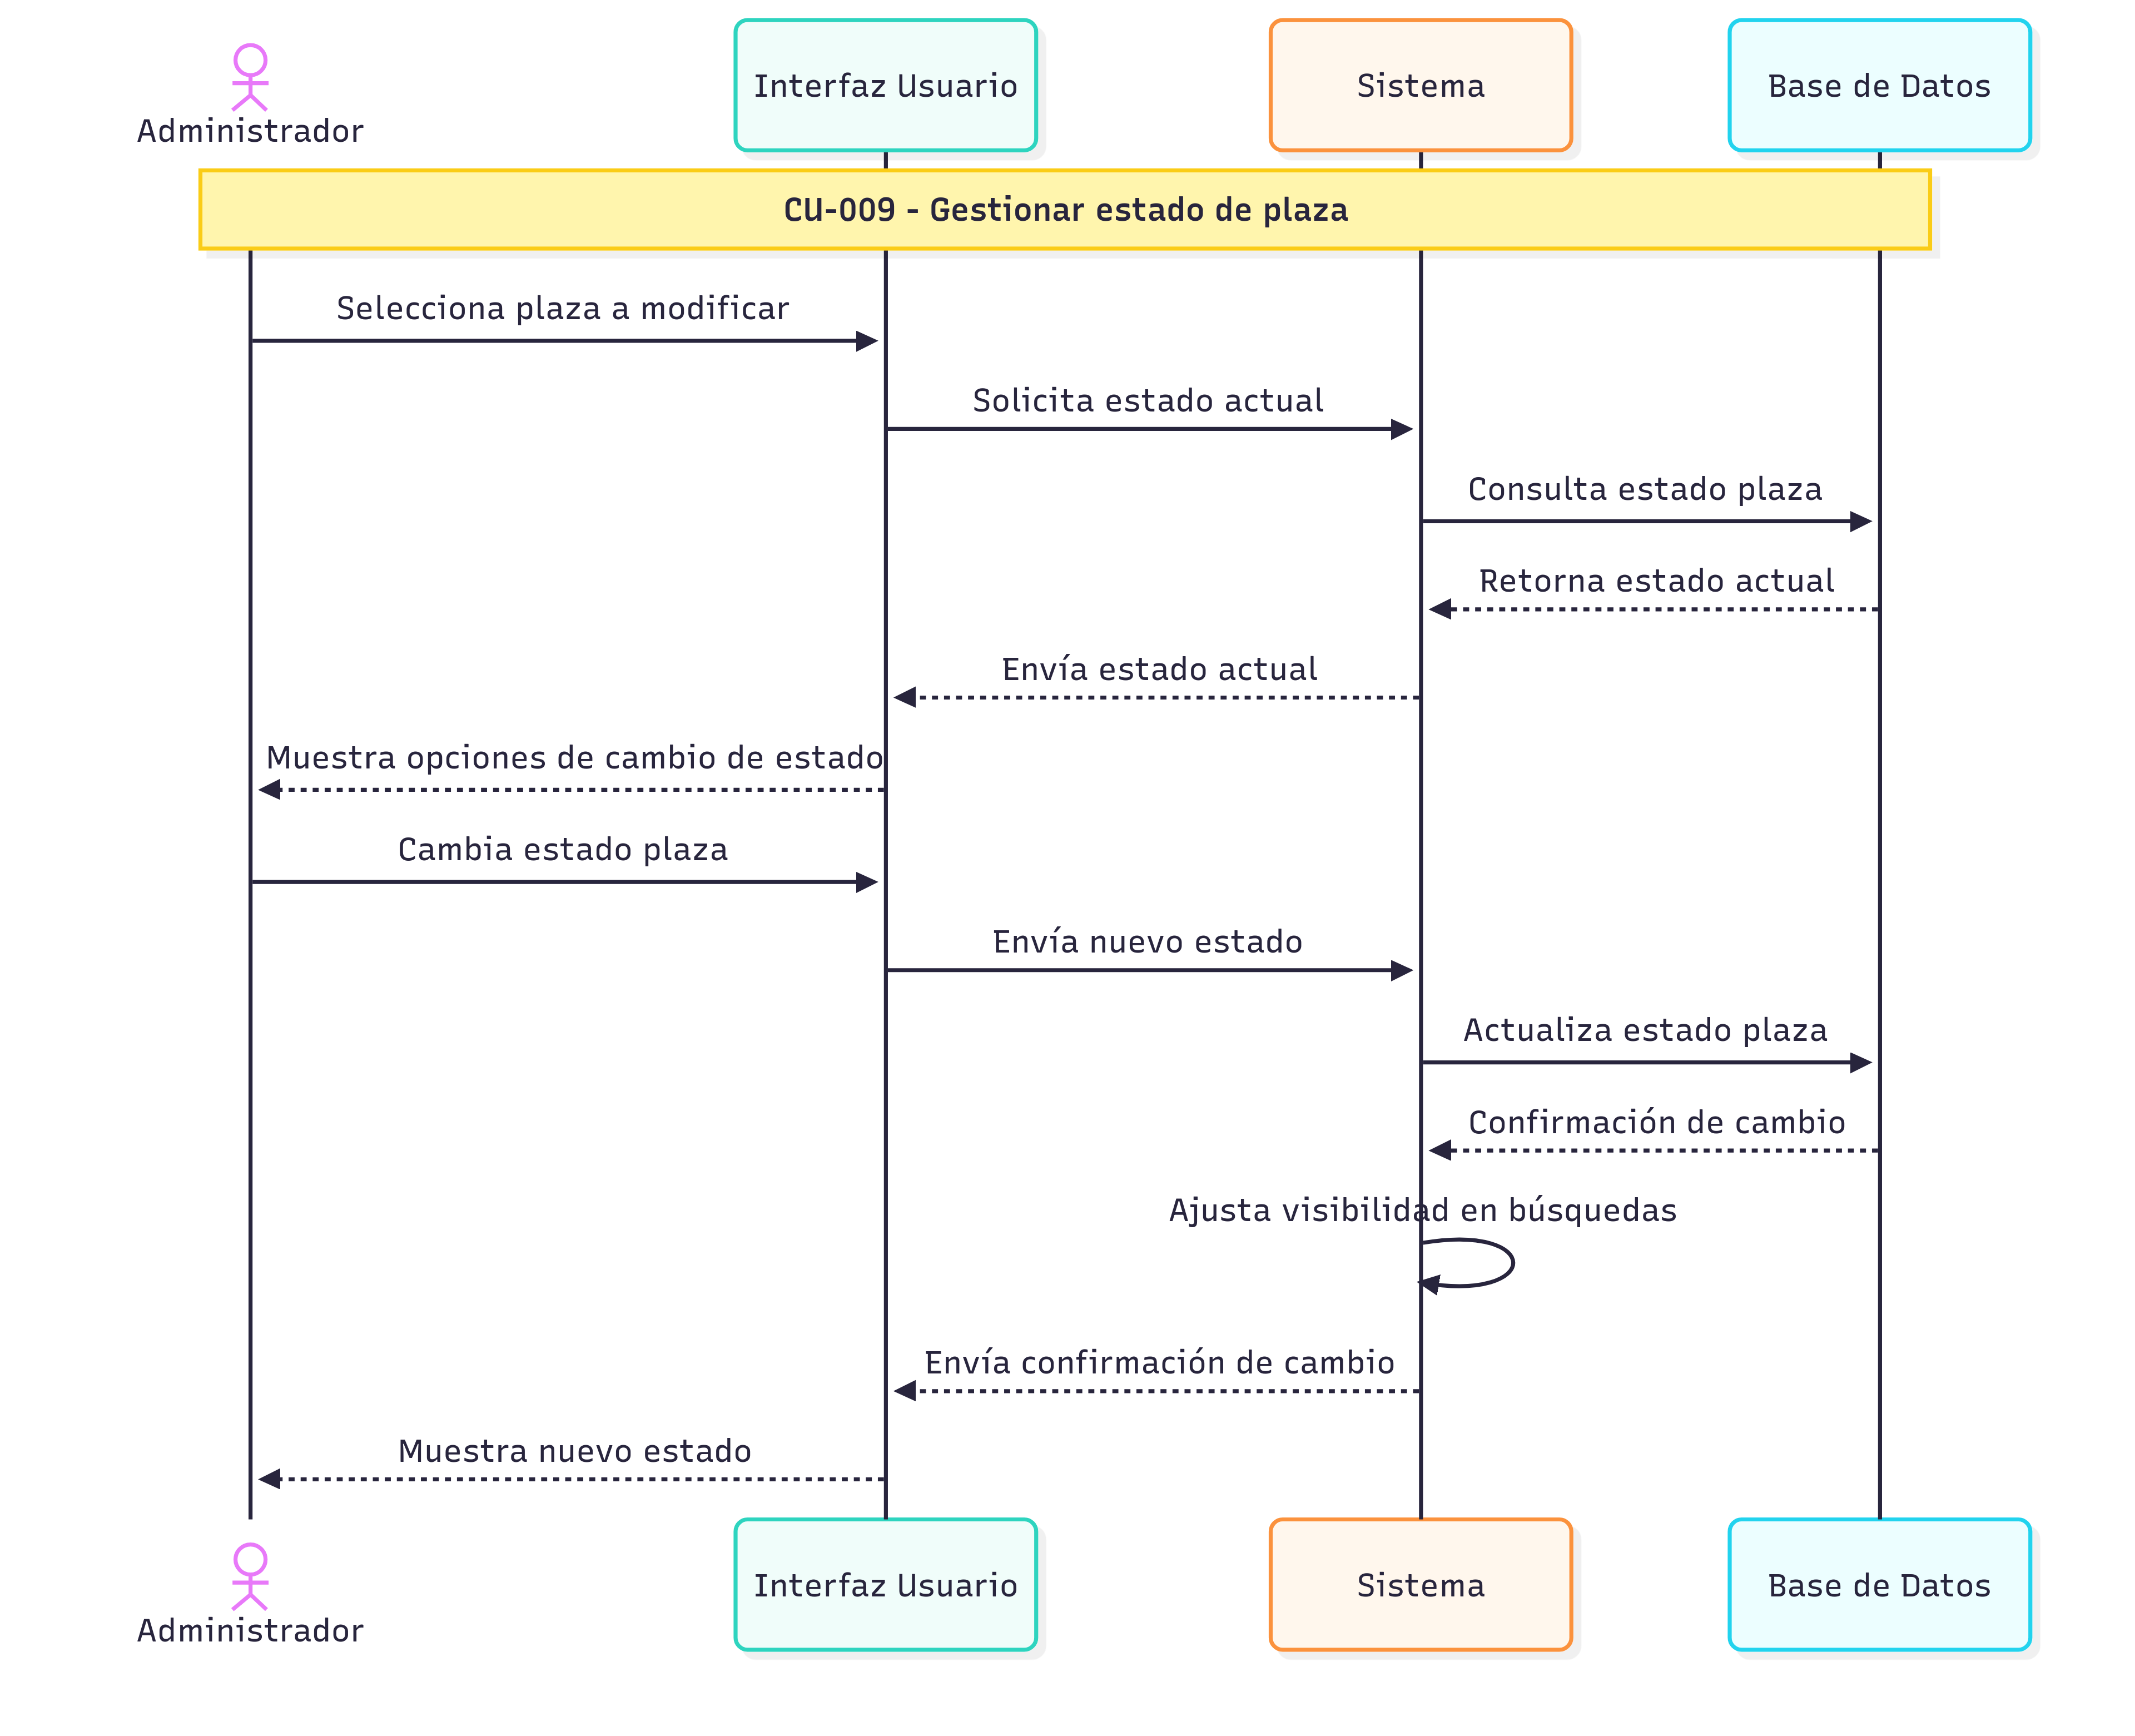 Administrador
Interfaz Usuario
Sistema
Base de Datos
CU-009 - Gestionar estado de plaza
Selecciona plaza a modificar
Solicita estado actual
Consulta estado plaza
Retorna estado actual
Envía estado actual
Muestra opciones de cambio de estado
Cambia estado plaza
Envía nuevo estado
Actualiza estado plaza
Confirmación de cambio
Ajusta visibilidad en búsquedas
Envía confirmación de cambio
Muestra nuevo estado
Administrador
Interfaz Usuario
Sistema
Base de Datos